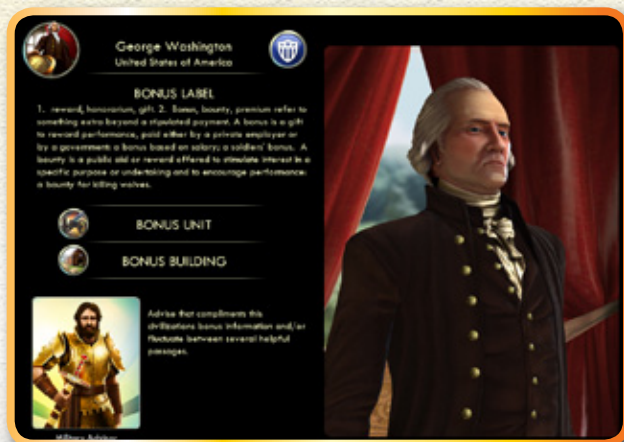 George Washington
United States of America
BONUS LABEL
1. reward, honorarium, gift. 2. Bonus, bounty, premium refer to
something extra beyond a stipulated payment. A bonus is a gift
to reward performance, paid either by a private employer or
by a government: a bonus based on salary; a soldiers' bonus. A
bounty is a public aid or reward offered to stimulate interest in a
specific purpose or undertaking and to encourage performance:
a bounty for killing wolves.
BONUS UNIT
BONUS BUILDING
Advise that compliments this
civilizations bonus information and/or
fluctuate between several helpful
passages.
Military Advisor